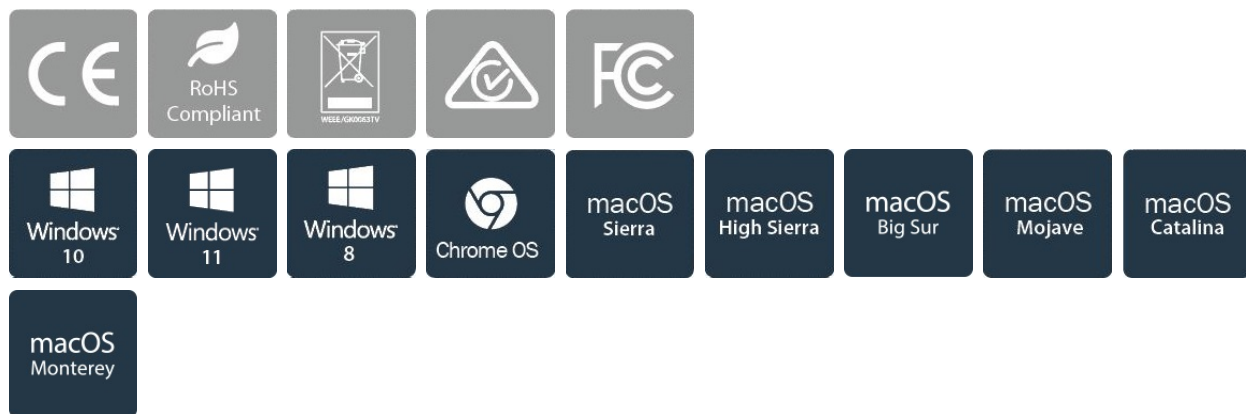 CE
RoHS
Compliant
WEEE/GK0063TV
FC
Windows
10
Windows
11
Windows
8
Chrome OS
macOS
Sierra
macOS
High Sierra
macOS
Big Sur
macOS
Mojave
macOS
Catalina
macOS
Monterey